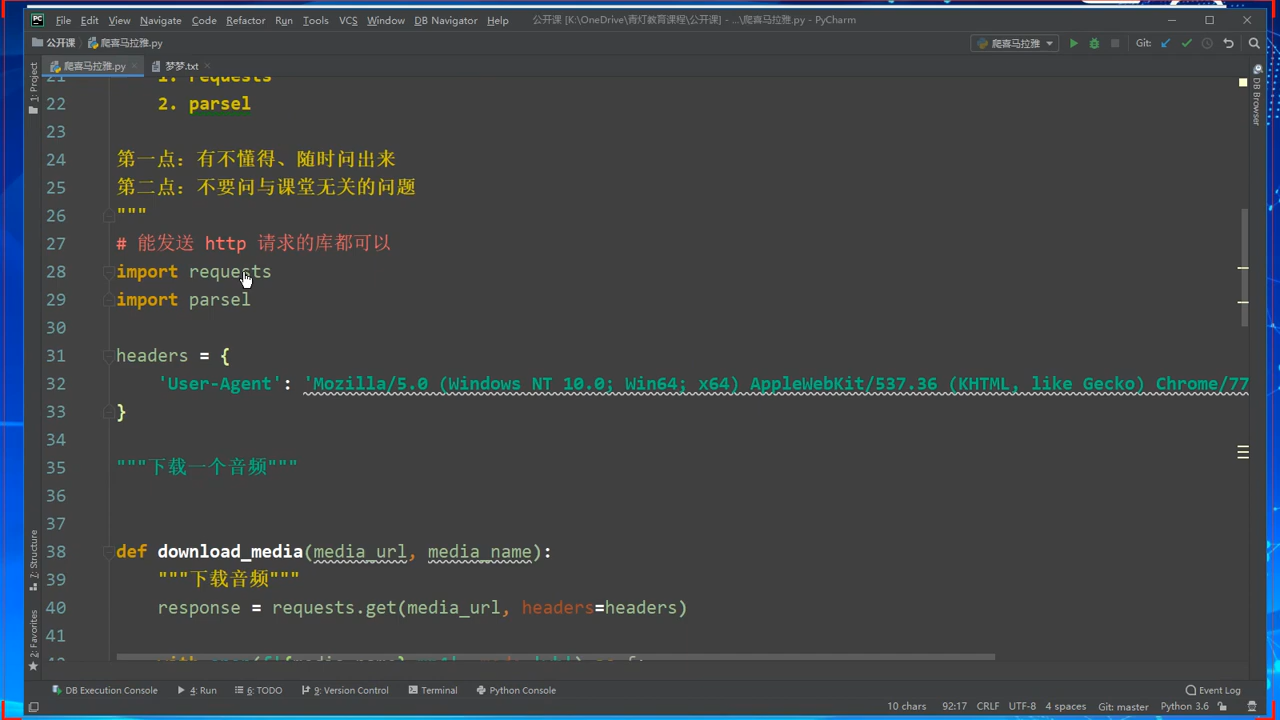 File Edit View Navigate Code Refactor Run Tools VCS Window DB Navigator Help 公开课 [K:\OneDrive\青灯教育课程\公开课] - ...\爬喜马拉雅.py - PyCharm
公开课 爬喜马拉雅.py 爬喜马拉雅 Git:
爬喜马拉雅.py 梦梦.txt
1: Project
DB Browser
21 1. requests
22 2. parsel
23
24 第一点: 有不懂得、随时问出来
25 第二点: 不要问与课堂无关的问题
26 """
27 # 能发送 http 请求的库都可以
28 import requests
29 import parsel
30
31 headers = {
32 'User-Agent': 'Mozilla/5.0 (Windows NT 10.0; Win64; x64) AppleWebKit/537.36 (KHTML, like Gecko) Chrome/77
33 }
34
35 """下载一个音频"""
36
37
38 def download_media(media_url, media_name):
39 """下载音频"""
40 response = requests.get(media_url, headers=headers)
41
7: Structure
2: Favorites
DB Execution Console 4: Run 6: TODO 9: Version Control Terminal Python Console Event Log
10 chars 92:17 CRLF UTF-8 4 spaces Git: master Python 3.6